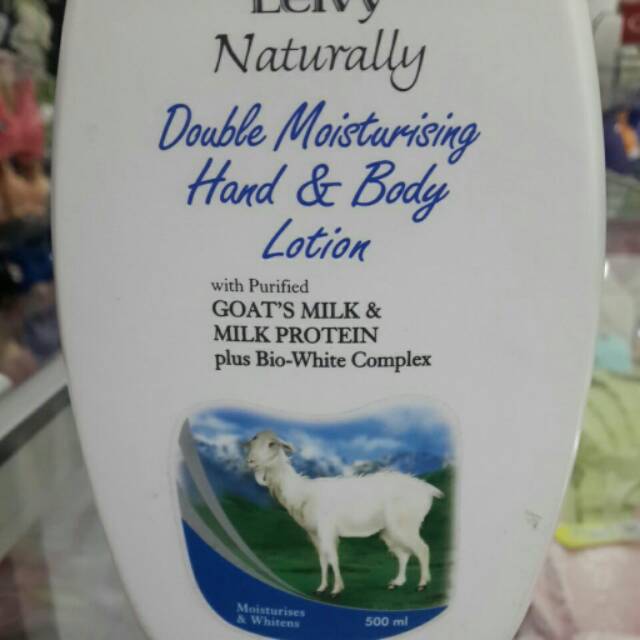 Leivy
Naturally
Double Moisturising
Hand & Body
Lotion
with Purified
GOAT'S MILK &
MILK PROTEIN
plus Bio-White Complex
Moisturises
& Whitens
500 ml